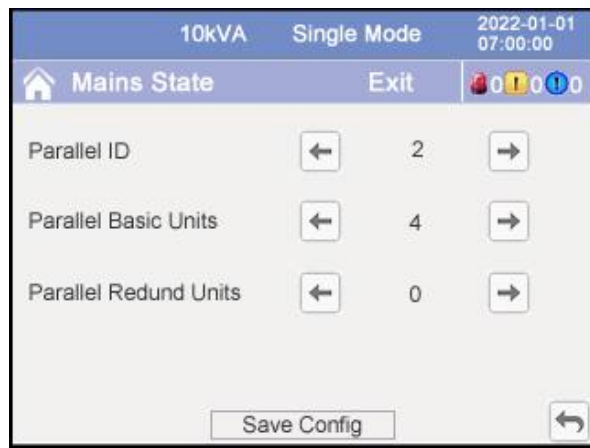 10kVA Single Mode 2022-01-01
07:00:00
Mains State Exit 0 0 0
Parallel ID 2
Parallel Basic Units 4
Parallel Redund Units 0
Save Config